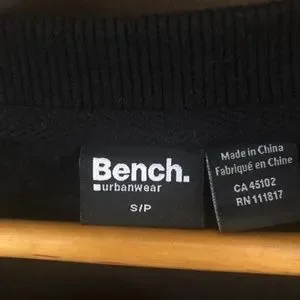 Bench.
urbanwear
S/P
Made in China
Fabriqué en Chine
CA 45102
RN 111817